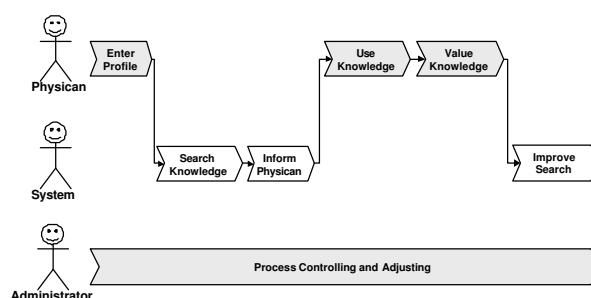 Enter
Profile
Use
Knowledge
Value
Knowledge
Physican
Search
Knowledge
Inform
Physican
Improve
Search
System
Process Controlling and Adjusting
Administrator